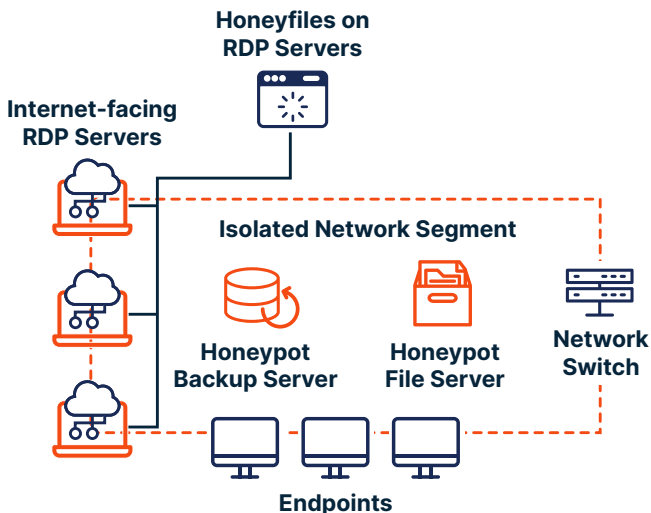 Honeyfiles on
RDP Servers
Internet-facing
RDP Servers
Isolated Network Segment
Honeypot
Backup Server
Honeypot
File Server
Network
Switch
Endpoints